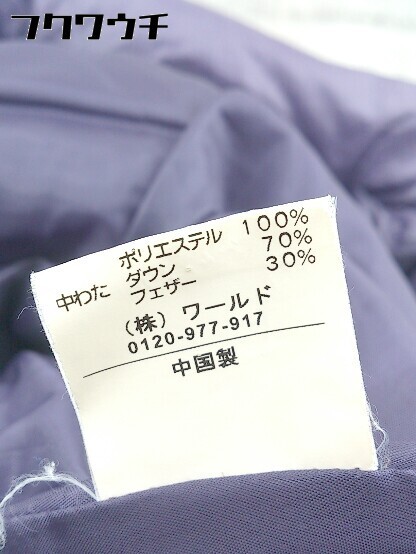 フクワウチ
ポリエステル 100%
中わた ダウン 70%
フェザー 30%
(株) ワールド
0120-977-917
中国製